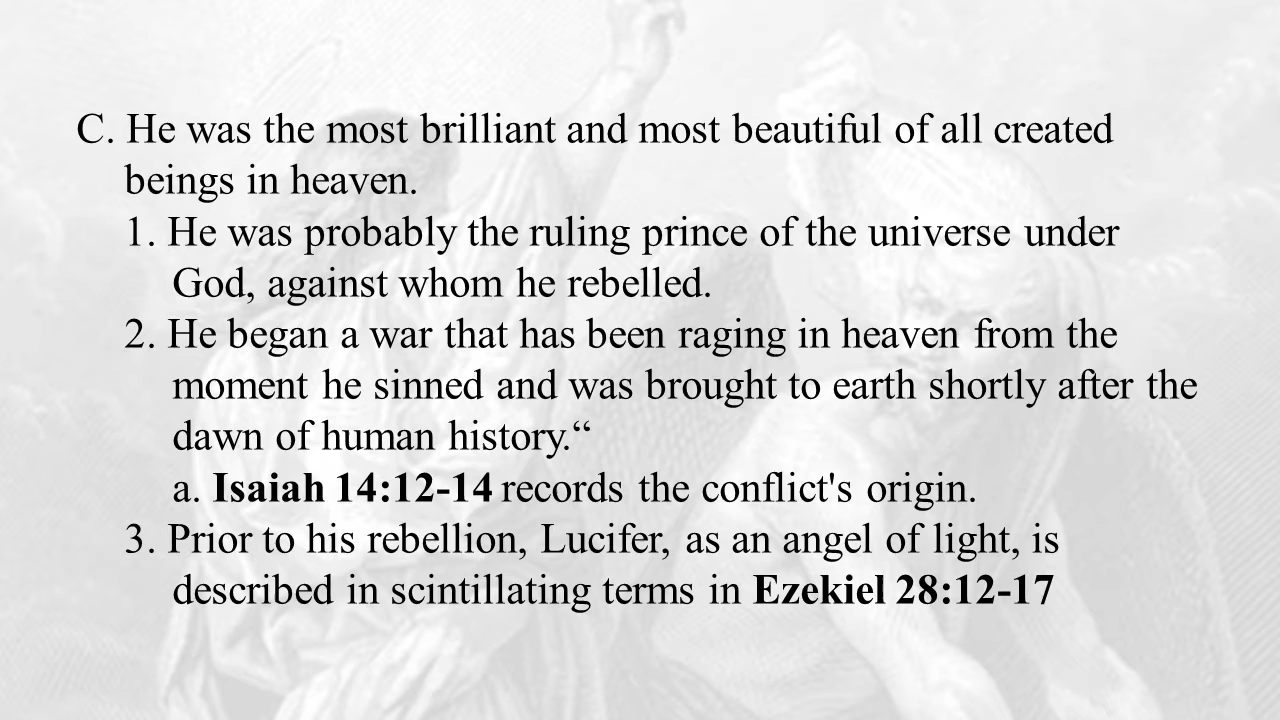 C. He was the most brilliant and most beautiful of all created
beings in heaven.
1. He was probably the ruling prince of the universe under
God, against whom he rebelled.
2. He began a war that has been raging in heaven from the
moment he sinned and was brought to earth shortly after the
dawn of human history.“
a. Isaiah 14:12-14 records the conflict's origin.
3. Prior to his rebellion, Lucifer, as an angel of light, is
described in scintillating terms in Ezekiel 28:12-17